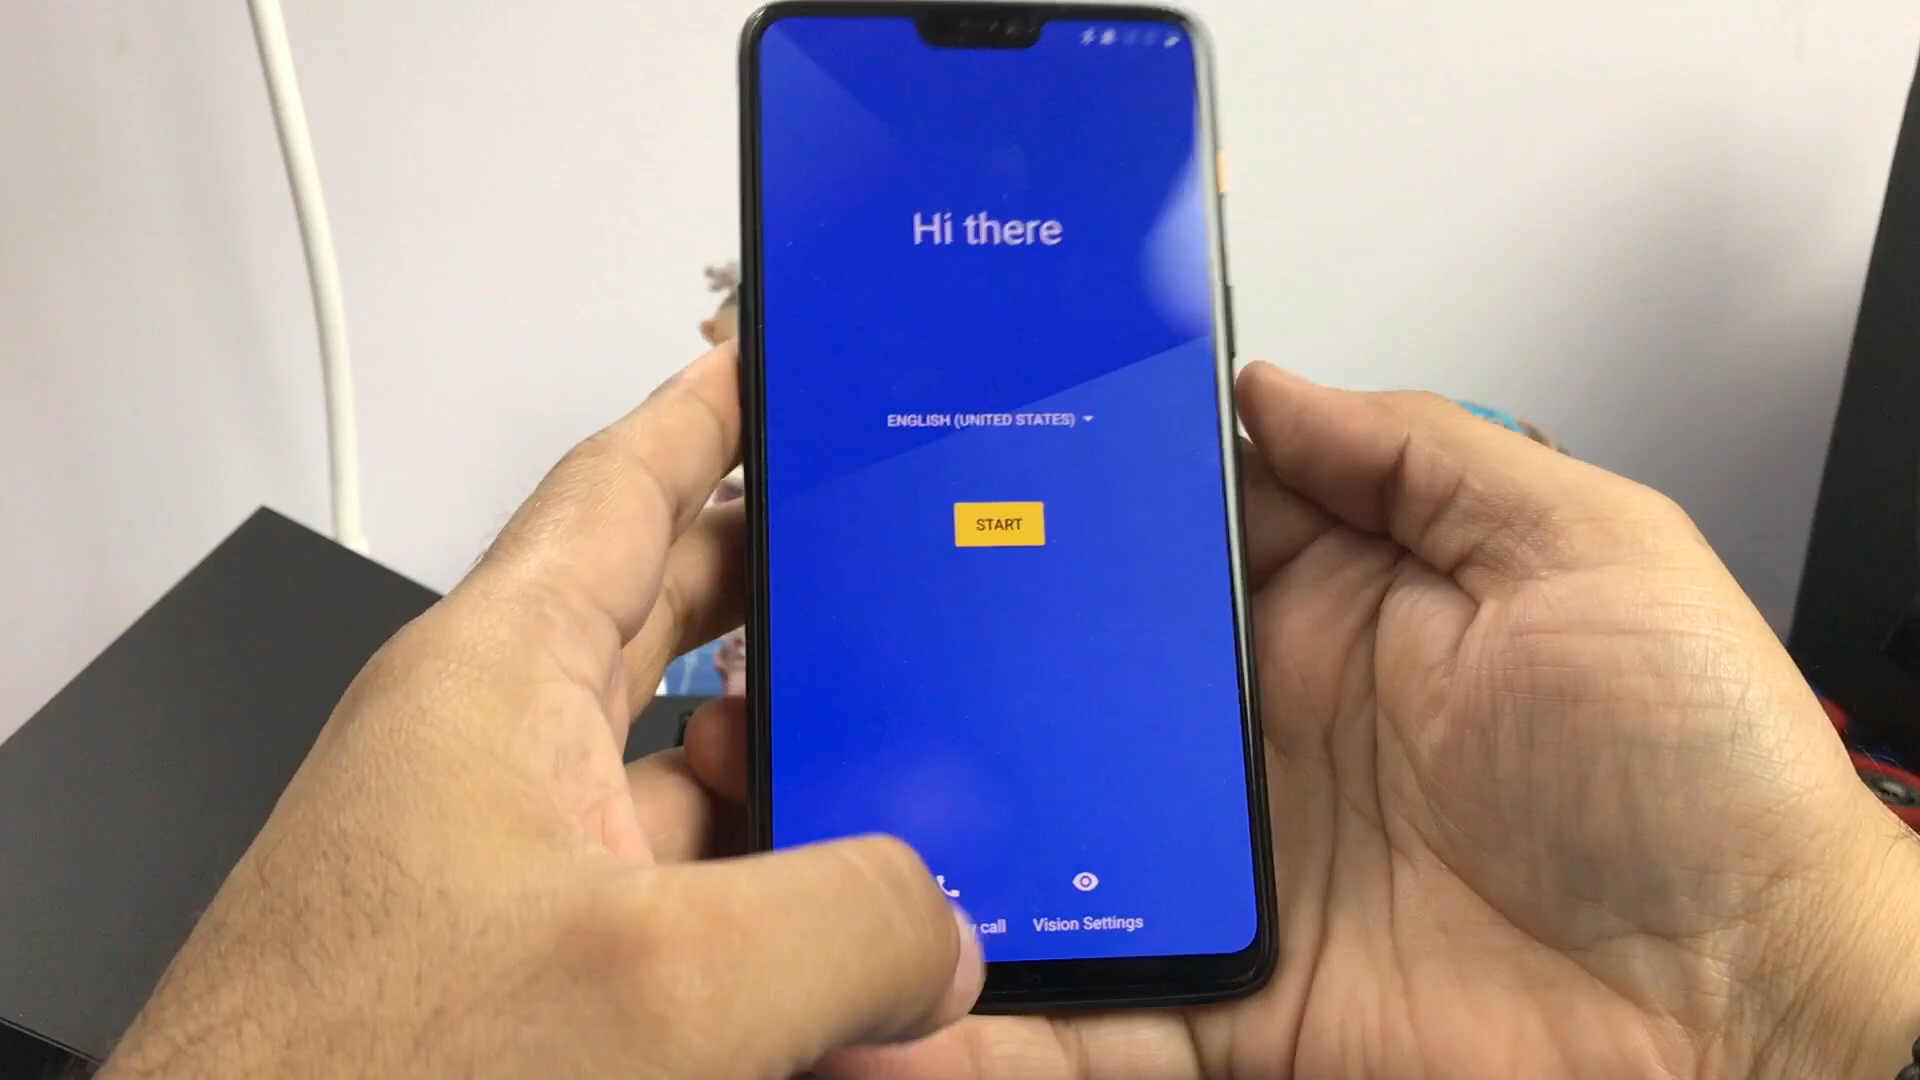 Hi there
ENGLISH (UNITED STATES)
START
call
Vision Settings